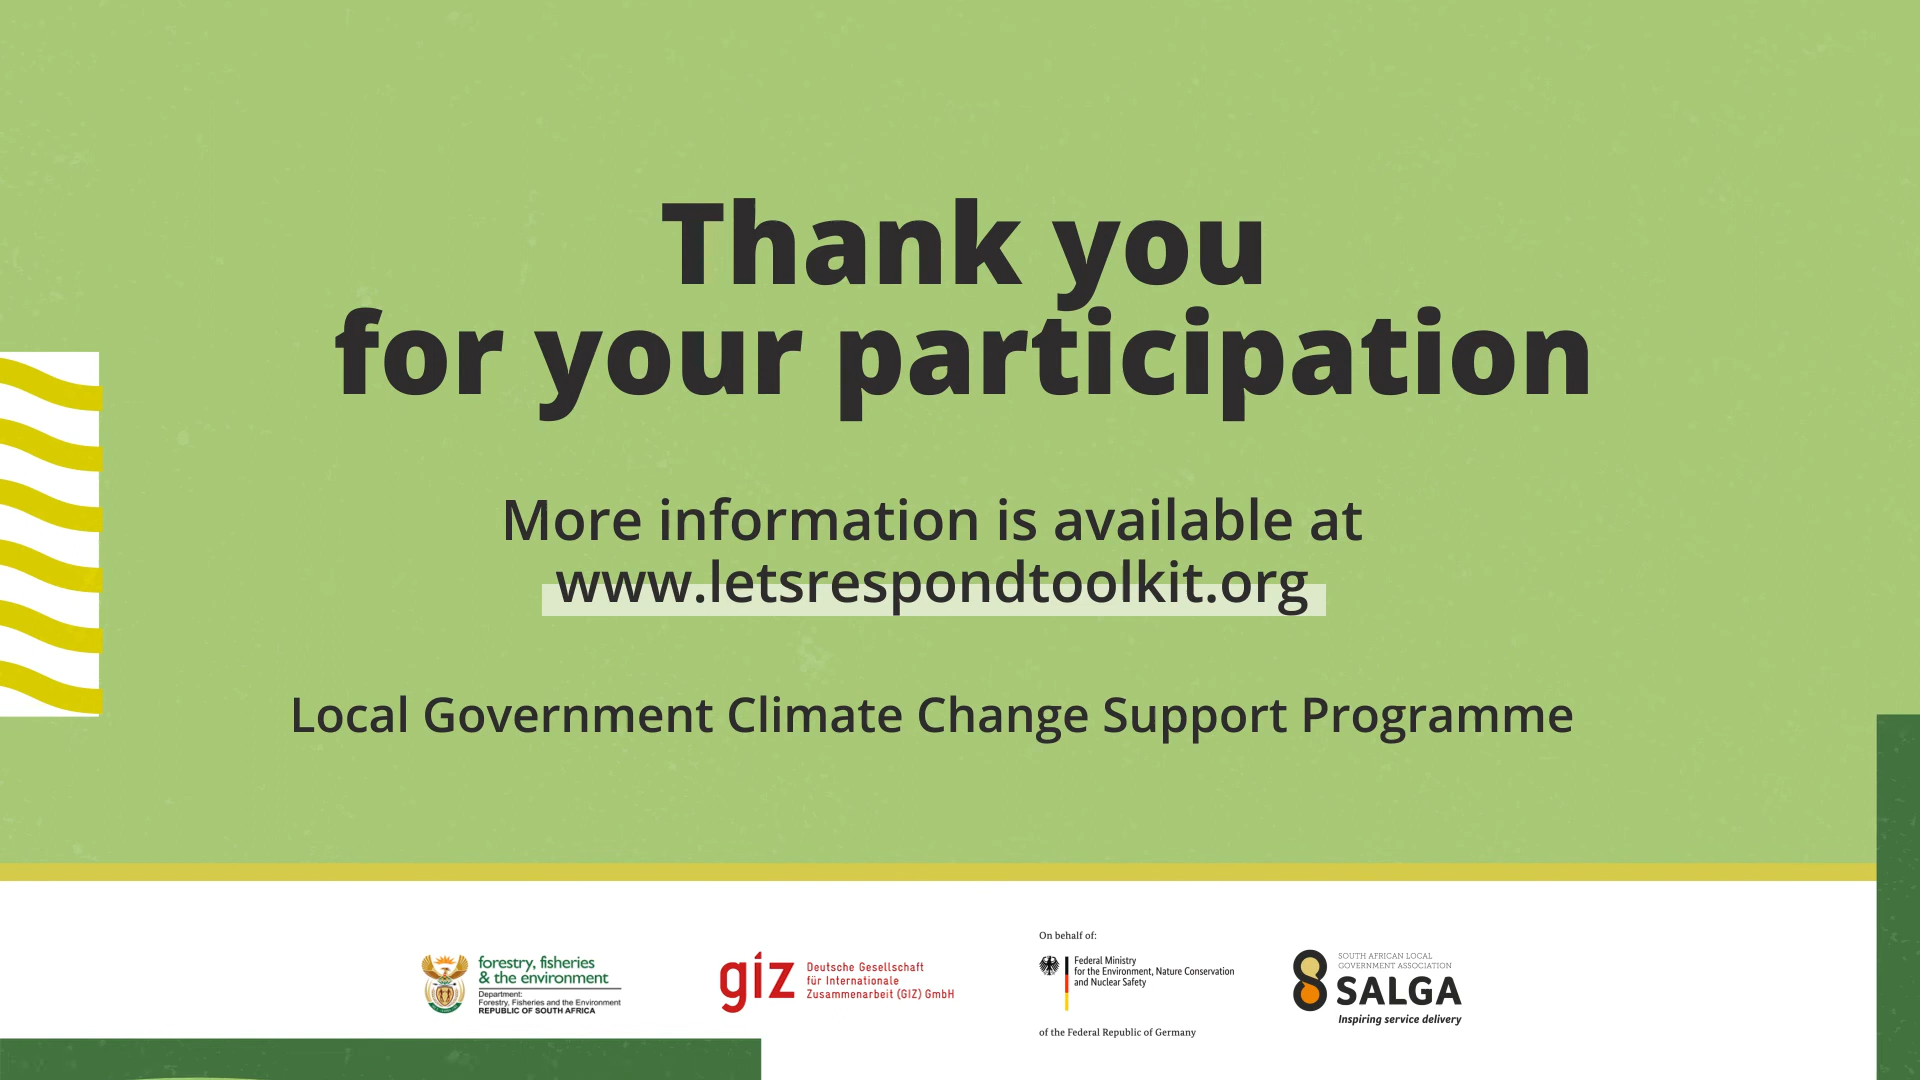 Thank you
for your participation
More information is available at
www.letsrespondtoolkit.org
Local Government Climate Change Support Programme
forestry, fisheries
& the environment
Department:
Forestry, Fisheries and the Environment
REPUBLIC OF SOUTH AFRICA
giz
Deutsche Gesellschaft
für Internationale
Zusammenarbeit (GIZ) GmbH
On behalf of:
Federal Ministry
for the Environment, Nature Conservation
and Nuclear Safety
of the Federal Republic of Germany
SOUTH AFRICAN LOCAL
GOVERNMENT ASSOCIATION
SALGA
Inspiring service delivery